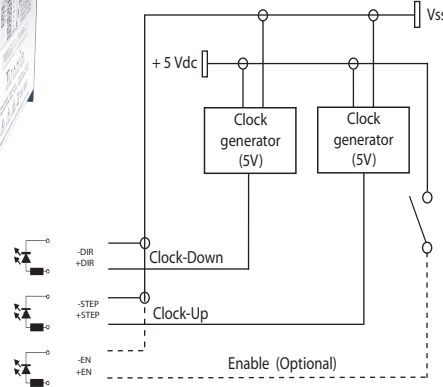 Vss
+ 5 Vdc
Clock
generator
(5V)
Clock
generator
(5V)
-DIR
+DIR
Clock-Down
-STEP
+STEP
Clock-Up
-EN
+EN
Enable (Optional)